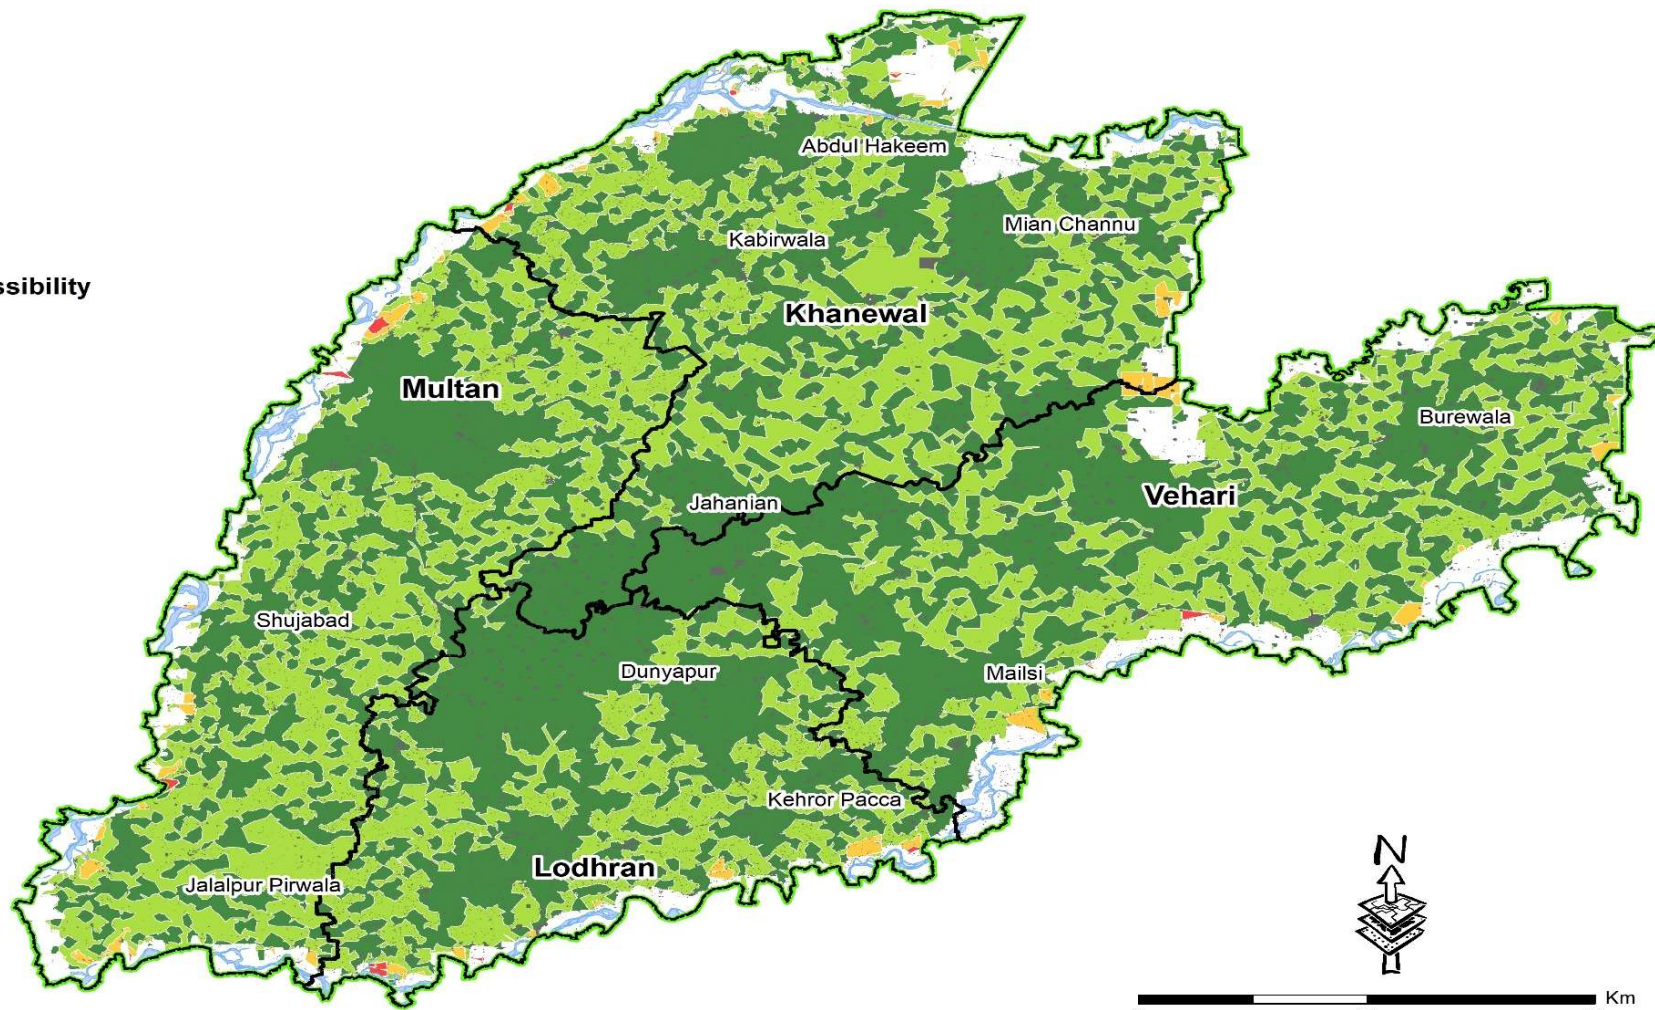 Abdul Hakeem
Mian Channu
Kabirwala
ssibility
Khanewal
Multan
Burewala
Vehari
Jahanian
Shujabad
Dunyapur
Mailsi
Kehror Pacca
Lodhran
Jalalpur Pirwala
N
Km